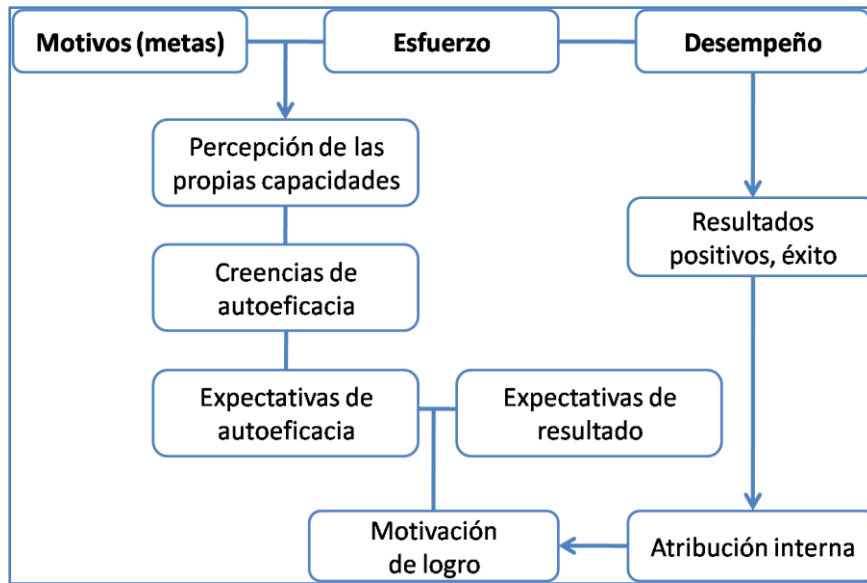 Motivos (metas)
Esfuerzo
Desempeño
Percepción de las
propias capacidades
Resultados
positivos, éxito
Creencias de
autoeficacia
Expectativas de
autoeficacia
Expectativas de
resultado
Motivación
de logro
Atribución interna